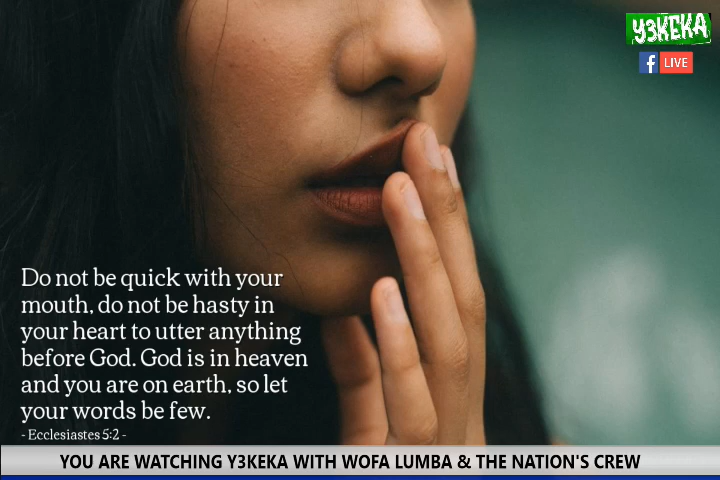 Y3KEKA
f LIVE
Do not be quick with your
mouth, do not be hasty in
your heart to utter anything
before God. God is in heaven
and you are on earth, so let
your words be few.
- Ecclesiastes 5:2 -
YOU ARE WATCHING Y3KEKA WITH WOFA LUMBA & THE NATION'S CREW